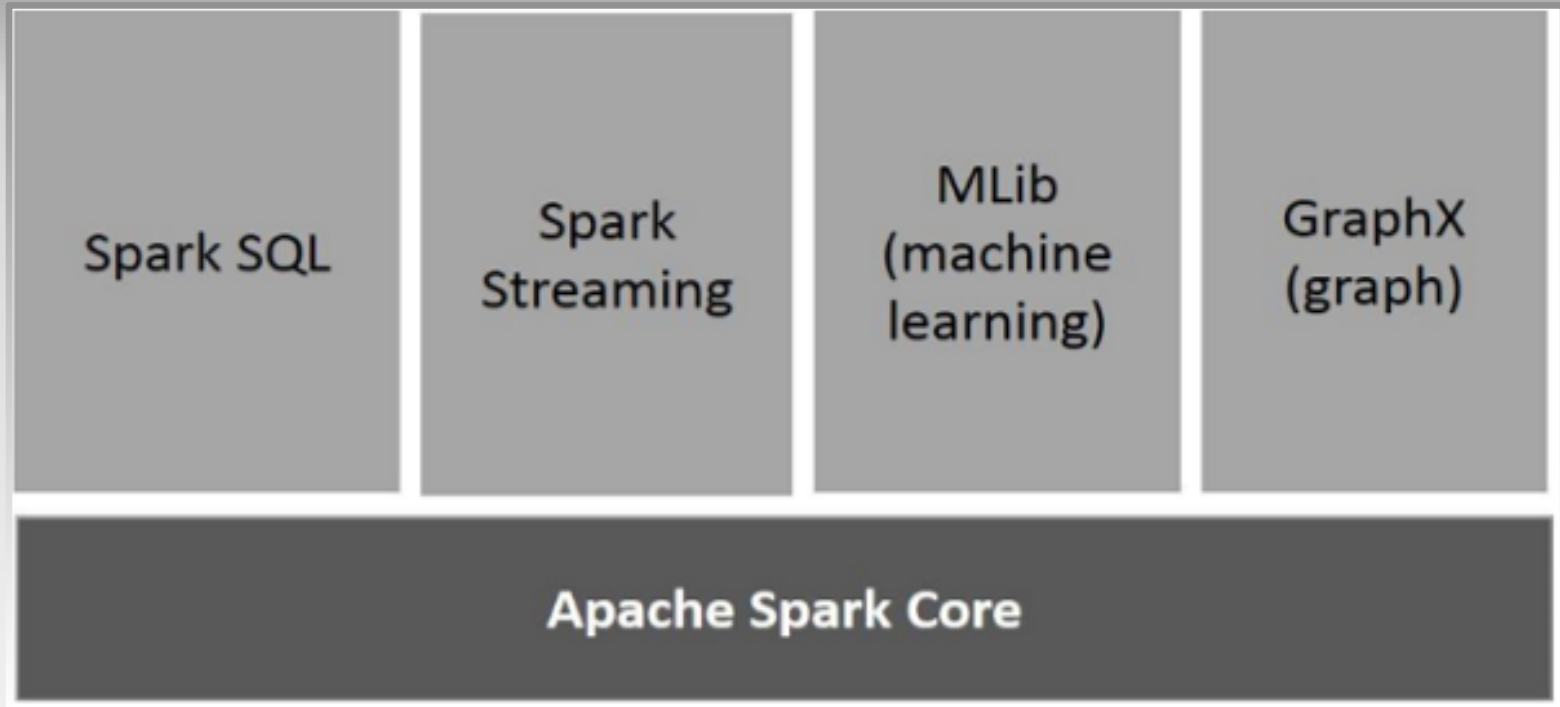 Spark SQL
Spark
Streaming
MLib
(machine
learning)
GraphX
(graph)
Apache Spark Core